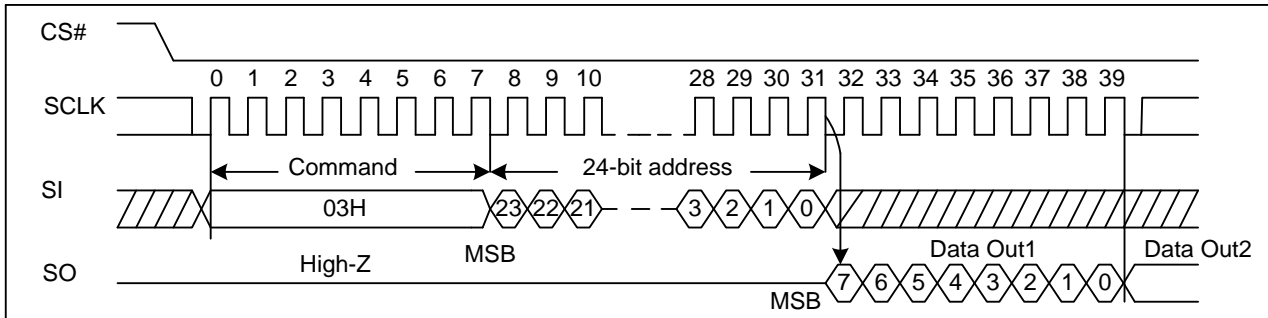 CS#
0 1 2 3 4 5 6 7 8 9 10 28 29 30 31 32 33 34 35 36 37 38 39
SCLK
Command 24-bit address
SI 03H 23 22 21 3 2 1 0
High-Z MSB Data Out1 Data Out2
SO MSB 7 6 5 4 3 2 1 0